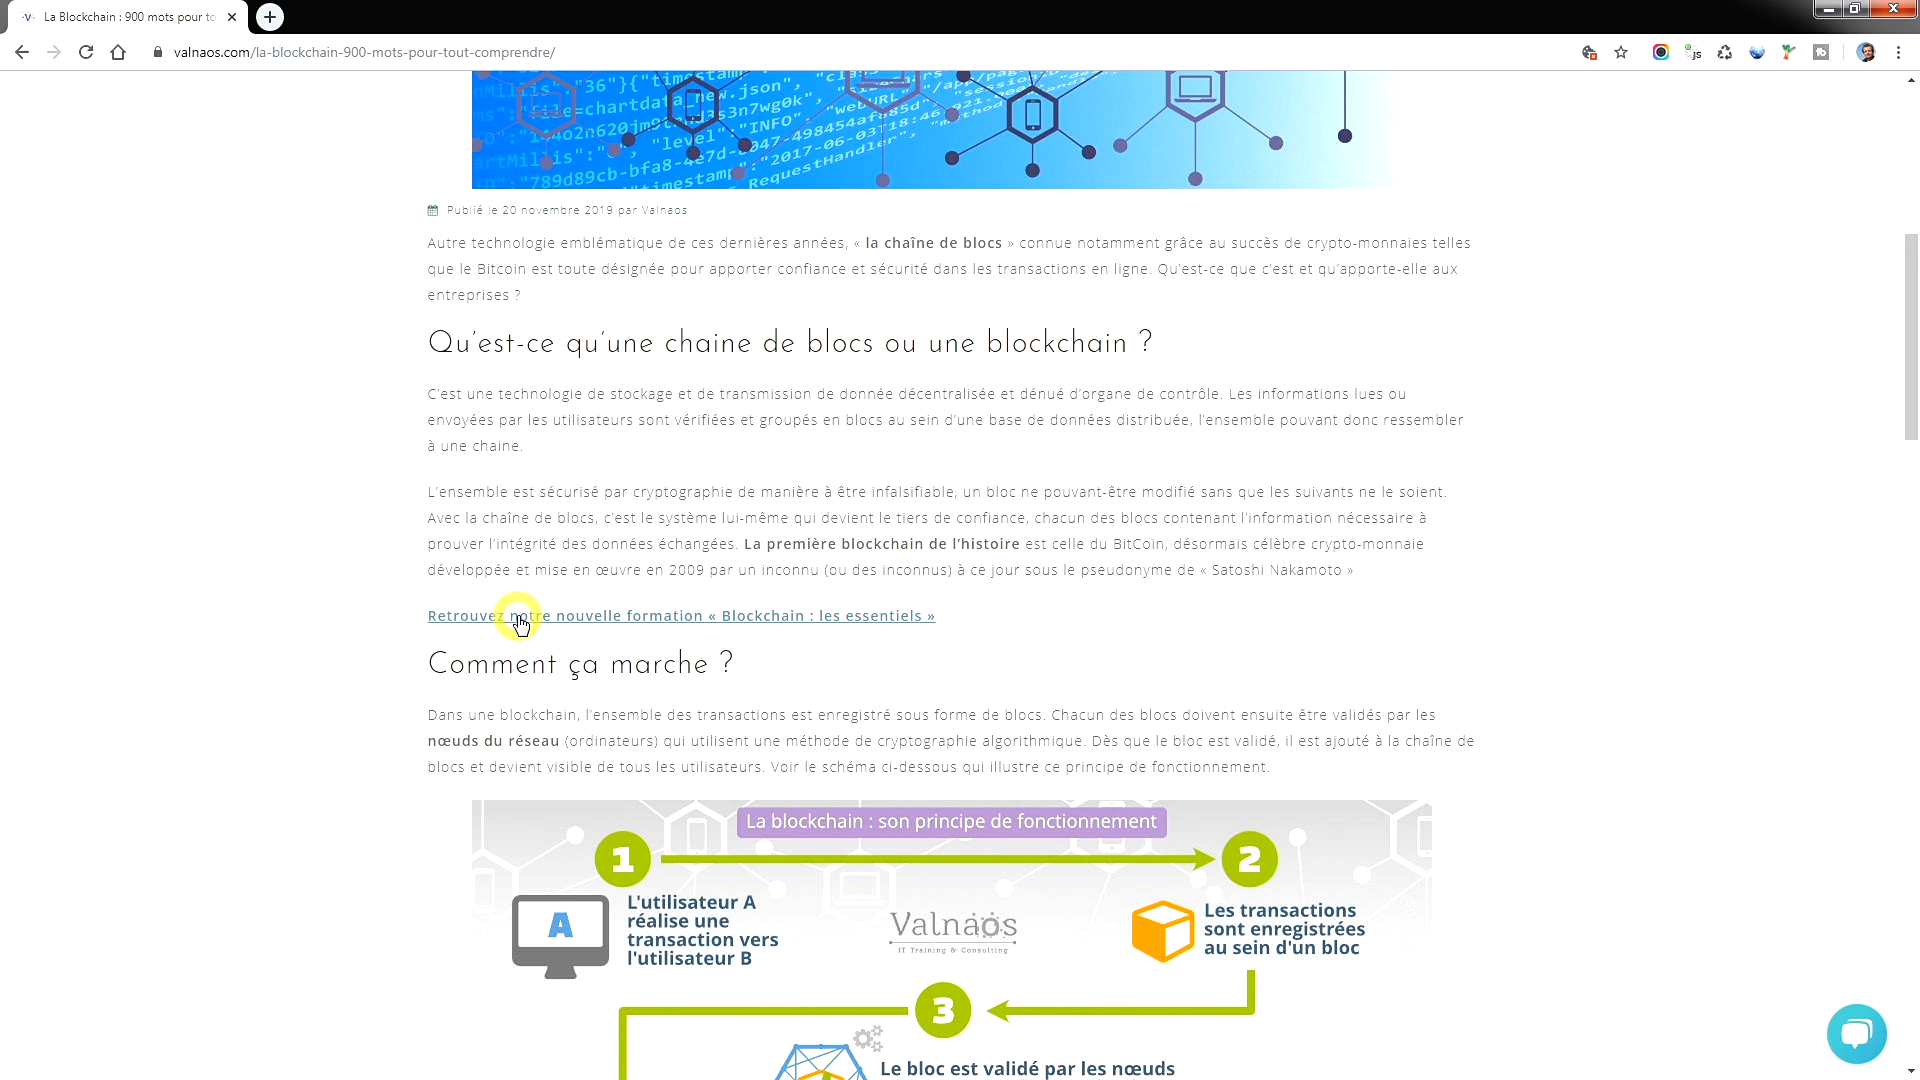 La Blockchain : 900 mots pour to
valnaos.com/la-blockchain-900-mots-pour-tout-comprendre/
Publié le 20 novembre 2019 par Valnaos
Autre technologie emblématique de ces dernières années, « la chaîne de blocs » connue notamment grâce au succès de crypto-monnaies telles
que le Bitcoin est toute désignée pour apporter confiance et sécurité dans les transactions en ligne. Qu'est-ce que c'est et qu'apporte-elle aux
entreprises ?
Qu'est-ce qu'une chaine de blocs ou une blockchain ?
C'est une technologie de stockage et de transmission de donnée décentralisée et dénué d'organe de contrôle. Les informations lues ou
envoyées par les utilisateurs sont vérifiées et groupés en blocs au sein d'une base de données distribuée, l'ensemble pouvant donc ressembler
à une chaine.
L'ensemble est sécurisé par cryptographie de manière à être infalsifiable, un bloc ne pouvant-être modifié sans que les suivants ne le soient.
Avec la chaîne de blocs, c'est le système lui-même qui devient le tiers de confiance, chacun des blocs contenant l'information nécessaire à
prouver l'intégrité des données échangées. La première blockchain de l'histoire est celle du BitCoin, désormais célèbre crypto-monnaie
développée et mise en œuvre en 2009 par un inconnu (ou des inconnus) à ce jour sous le pseudonyme de « Satoshi Nakamoto »
Retrouvez notre nouvelle formation « Blockchain : les essentiels »
Comment ça marche ?
Dans une blockchain, l'ensemble des transactions est enregistré sous forme de blocs. Chacun des blocs doivent ensuite être validés par les
nœuds du réseau (ordinateurs) qui utilisent une méthode de cryptographie algorithmique. Dès que le bloc est validé, il est ajouté à la chaîne de
blocs et devient visible de tous les utilisateurs. Voir le schéma ci-dessous qui illustre ce principe de fonctionnement.
La blockchain : son principe de fonctionnement
1
2
A
L'utilisateur A
réalise une
transaction vers
l'utilisateur B
Valnaos
IT Training & Consulting
Les transactions
sont enregistrées
au sein d'un bloc
3
Le bloc est validé par les nœuds